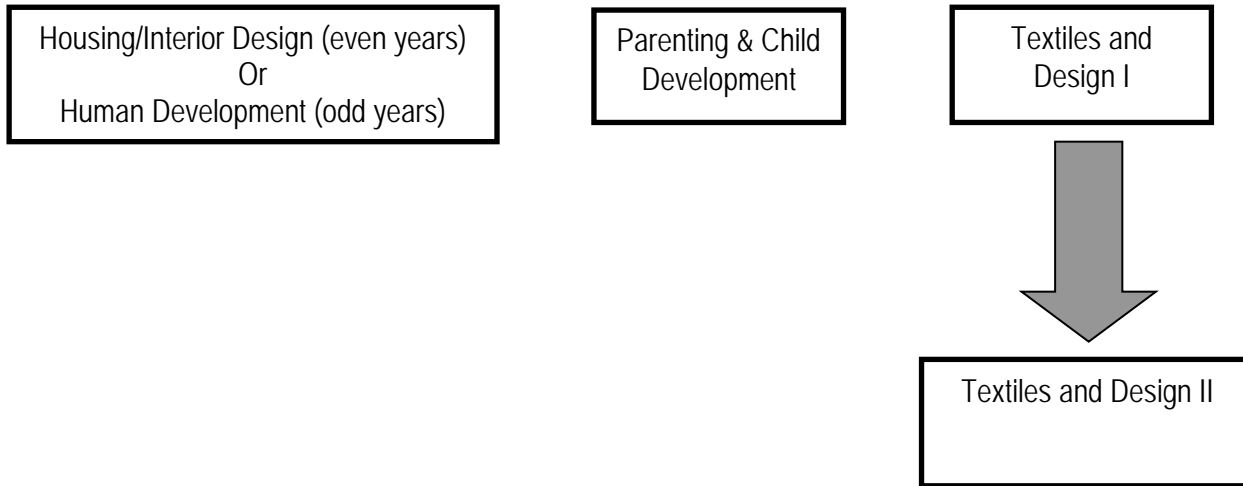 Housing/Interior Design (even years)
Or
Human Development (odd years)
Parenting & Child
Development
Textiles and
Design I
Textiles and Design II